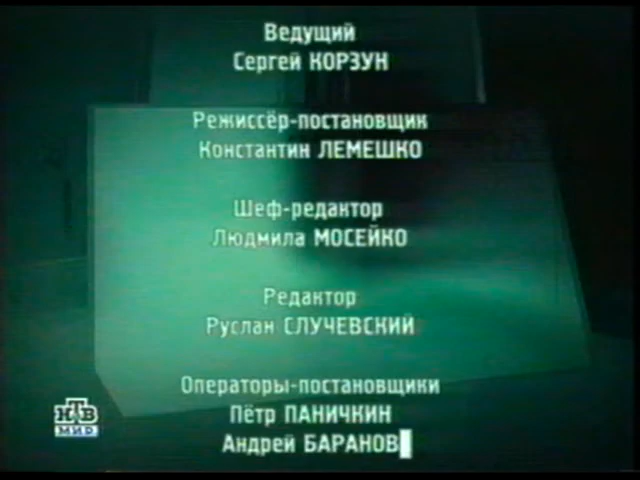 Ведущий
Сергей КОРЗУН
Режиссёр-постановщик
Константин ЛЕМЕШКО
Шеф-редактор
Людмила МОСЕЙКО
Редактор
Руслан СЛУЧЕВСКИЙ
Операторы-постановщики
Пётр ПАНИЧКИН
Андрей БАРАНОВ
НТВ
МИР